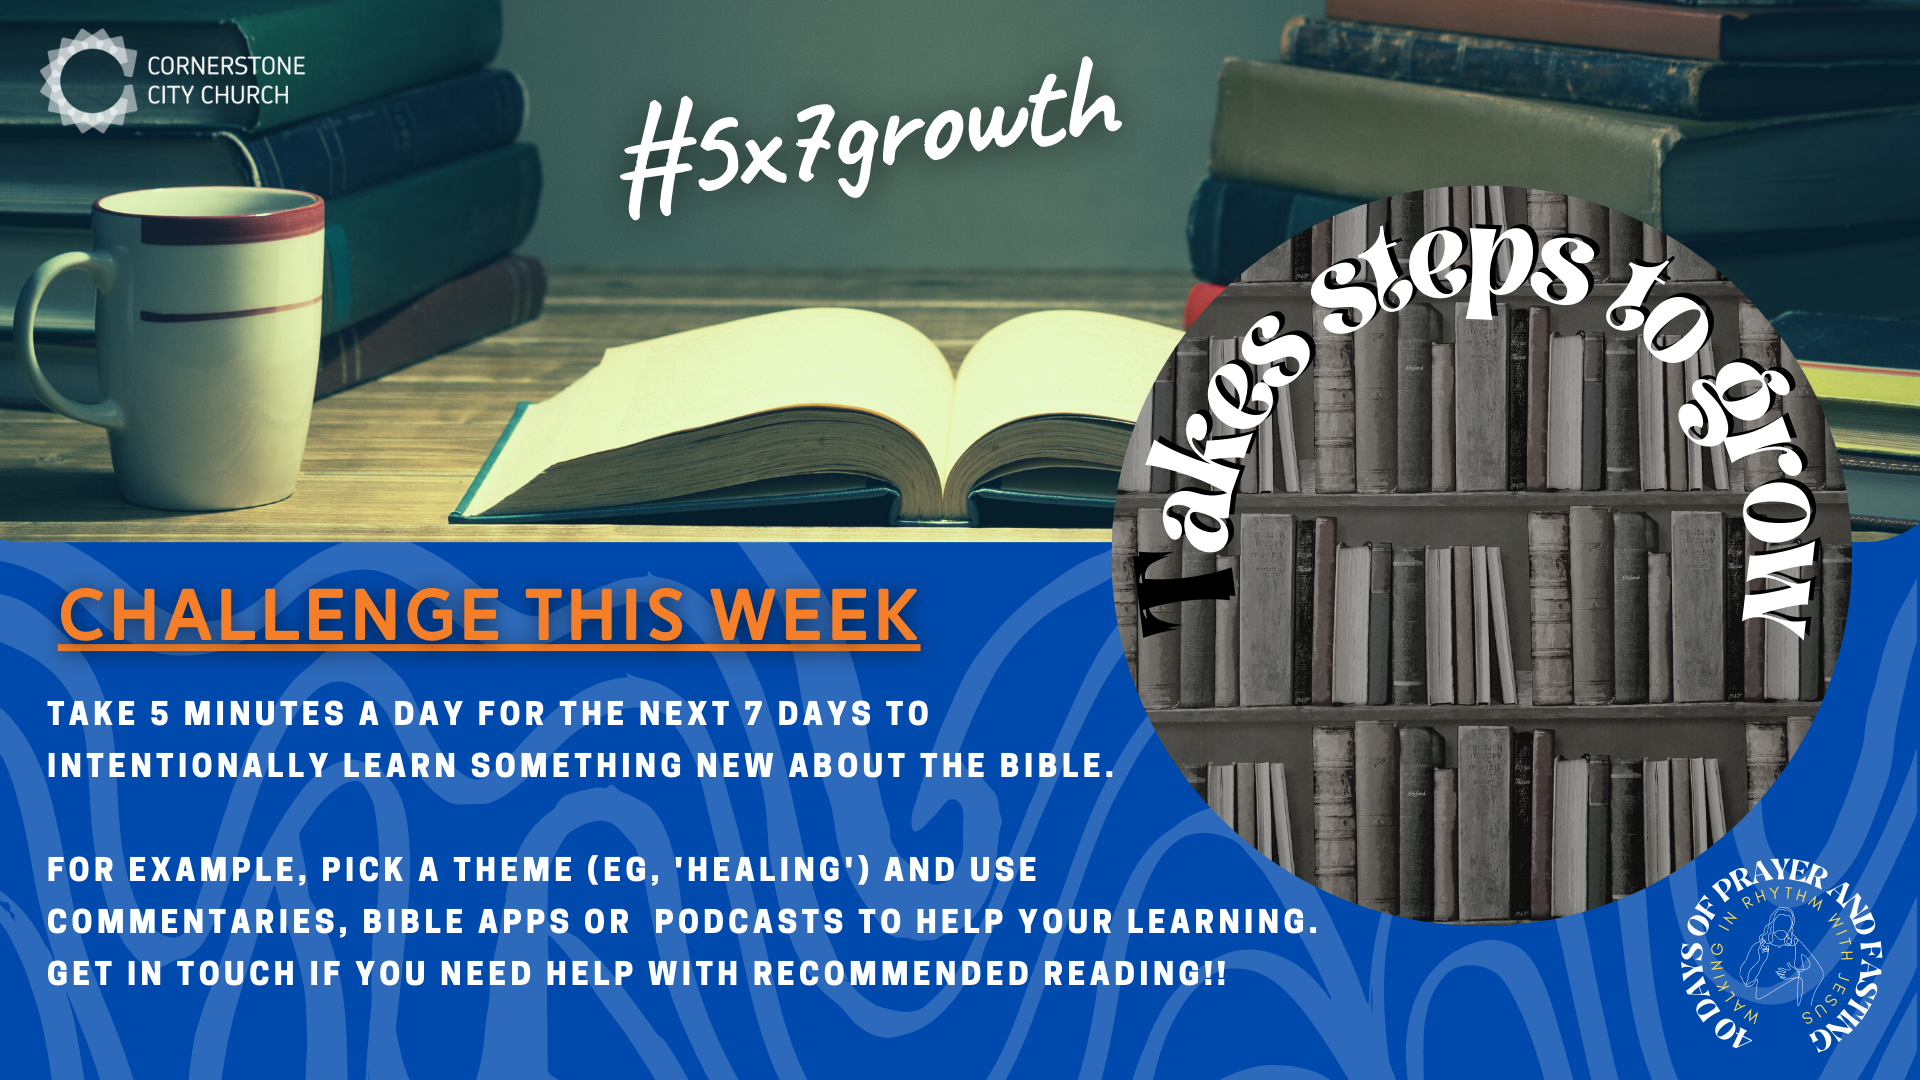 CORNERSTONE
CITY CHURCH
#5x7growth
Takes steps to grow
CHALLENGE THIS WEEK
TAKE 5 MINUTES A DAY FOR THE NEXT 7 DAYS TO
INTENTIONALLY LEARN SOMETHING NEW ABOUT THE BIBLE.
FOR EXAMPLE, PICK A THEME (EG, 'HEALING') AND USE
COMMENTARIES, BIBLE APPS OR PODCASTS TO HELP YOUR LEARNING.
GET IN TOUCH IF YOU NEED HELP WITH RECOMMENDED READING!!
40 DAYS OF PRAYER AND FASTING
WALKING IN RHYTHM WITH JESUS